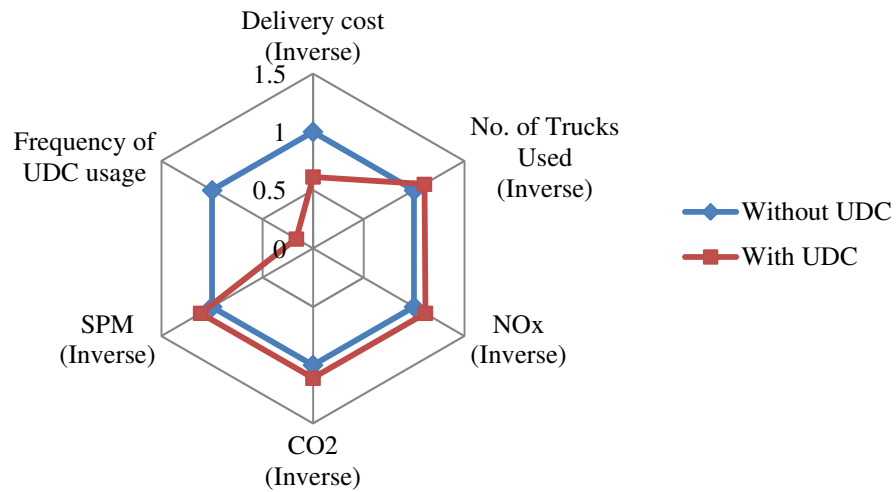 Delivery cost
(Inverse)
1.5
1
0.5
0
No. of Trucks
Used
(Inverse)
NOx
(Inverse)
CO2
(Inverse)
SPM
(Inverse)
Frequency of
UDC usage
Without UDC
With UDC